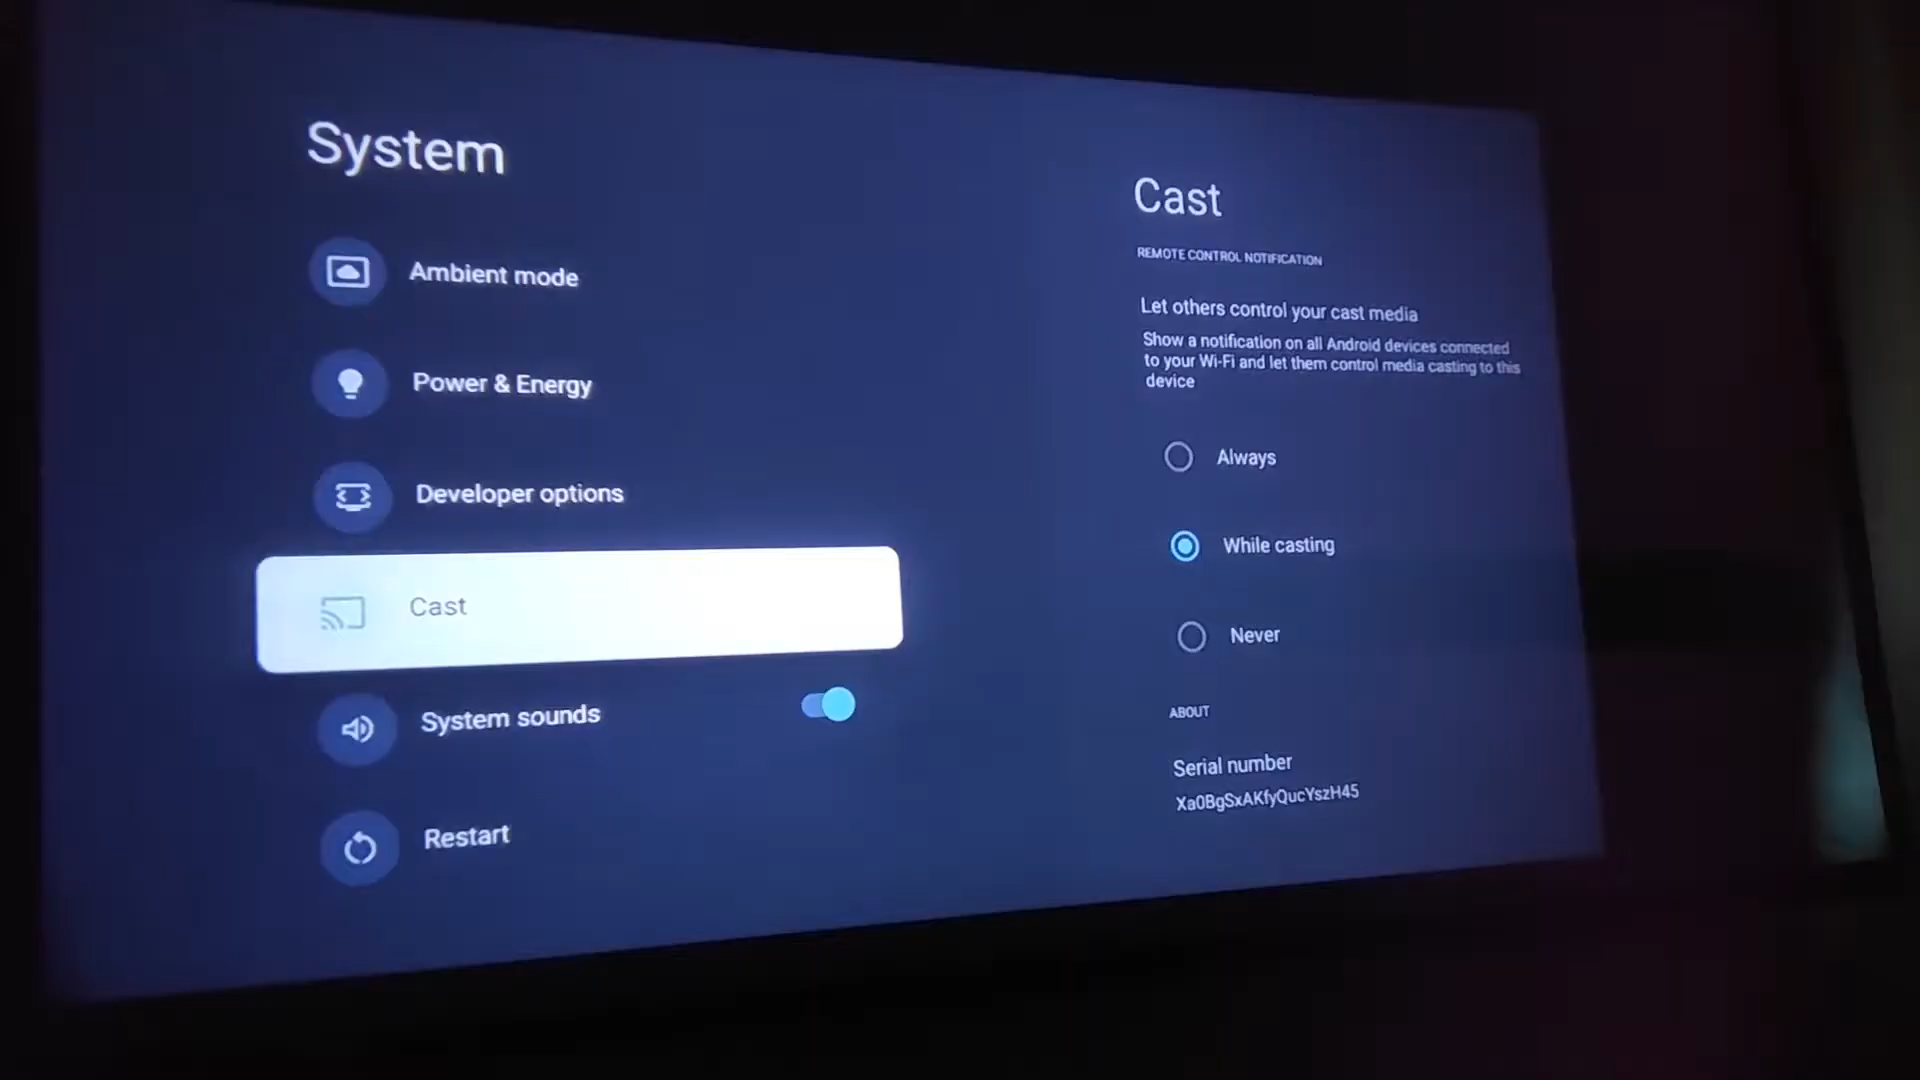 System
Ambient mode
Power & Energy
Developer options
Cast
System sounds
Restart
Cast
REMOTE CONTROL NOTIFICATION
Let others control your cast media
Show a notification on all Android devices connected
to your Wi-Fi and let them control media casting to this
device
Always
While casting
Never
ABOUT
Serial number
Xa0BgSxAKfyQucYszH45